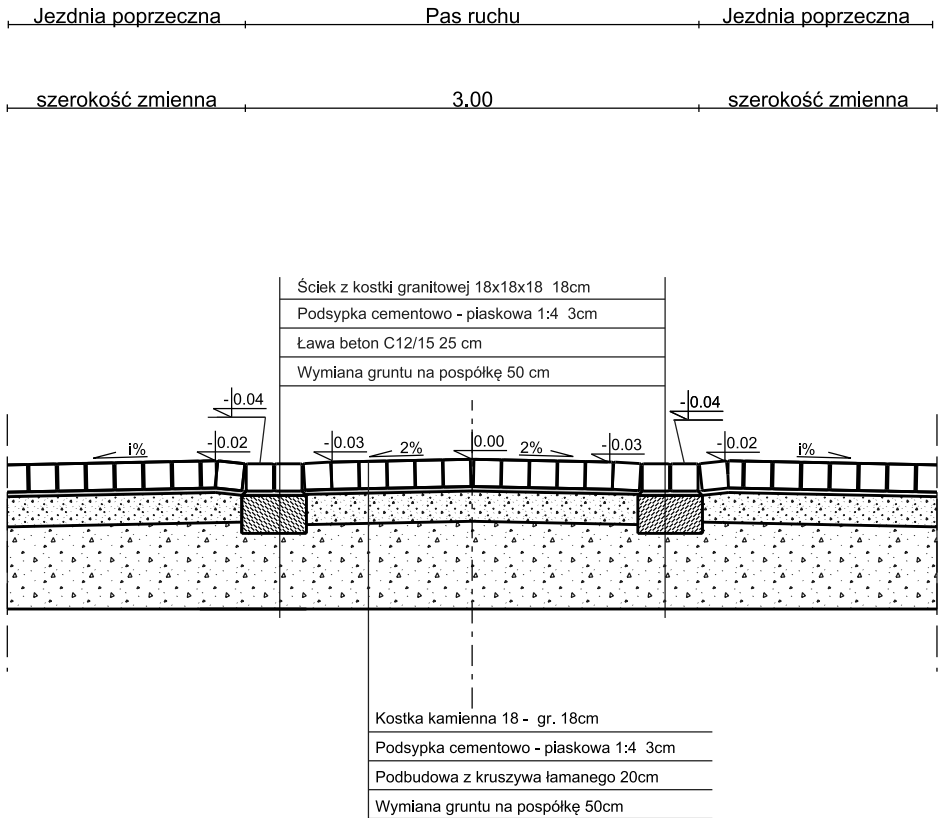 Jezdnia poprzeczna Pas ruchu Jezdnia poprzeczna
szerokość zmienna 3.00 szerokość zmienna
Ściek z kostki granitowej 18x18x18 18cm
Podsypka cementowo - piaskowa 1:4 3cm
Ława beton C12/15 25 cm
Wymiana gruntu na pospółkę 50 cm
-0.04 -0.04
i% -0.02 -0.03 2% 0.00 2% -0.03 -0.02 i%
Kostka kamienna 18 - gr. 18cm
Podsypka cementowo - piaskowa 1:4 3cm
Podbudowa z kruszywa łamanego 20cm
Wymiana gruntu na pospółkę 50cm